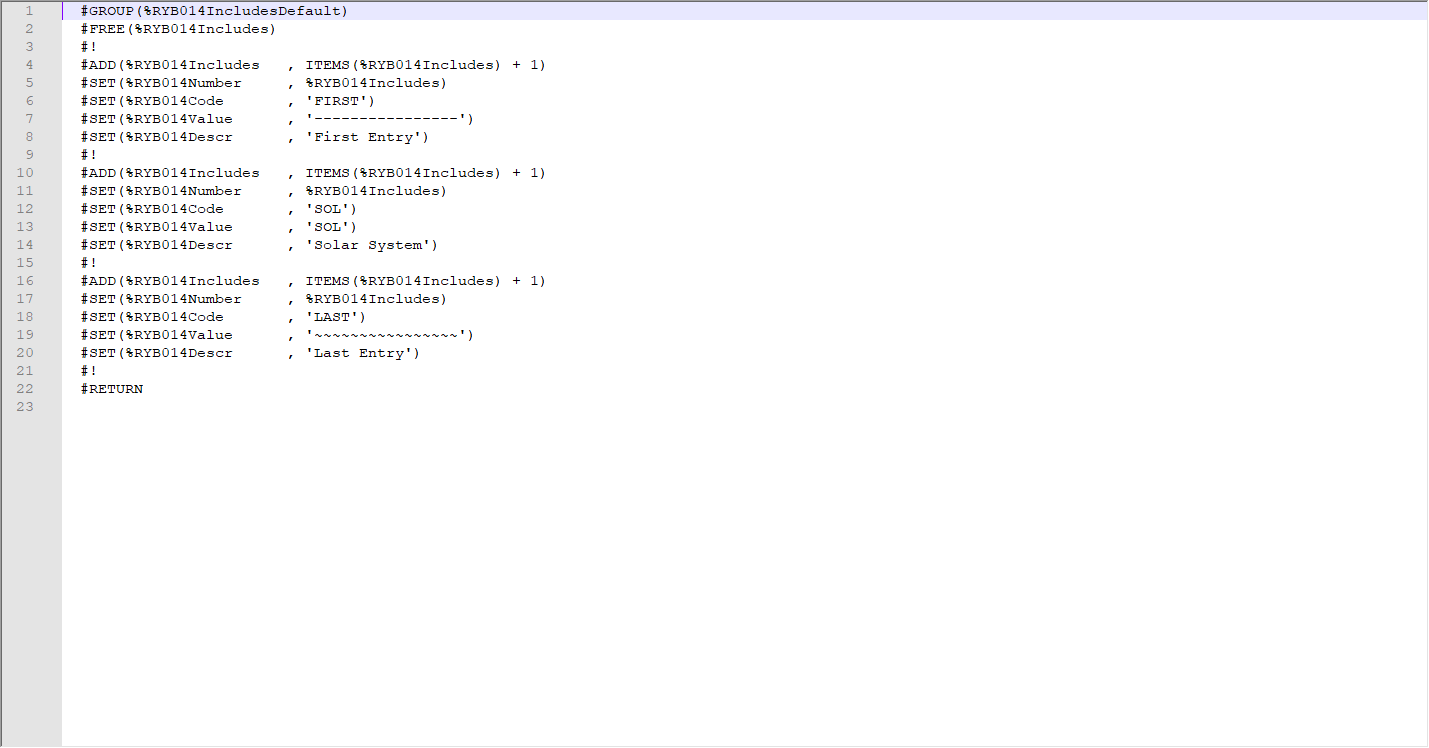 1 #GROUP(%RYB014IncludesDefault)
2 #FREE(%RYB014Includes)
3 #!
4 #ADD(%RYB014Includes   , ITEMS(%RYB014Includes) + 1)
5 #SET(%RYB014Number     , %RYB014Includes)
6 #SET(%RYB014Code       , 'FIRST')
7 #SET(%RYB014Value      , '----------------')
8 #SET(%RYB014Descr      , 'First Entry')
9 #!
10 #ADD(%RYB014Includes   , ITEMS(%RYB014Includes) + 1)
11 #SET(%RYB014Number     , %RYB014Includes)
12 #SET(%RYB014Code       , 'SOL')
13 #SET(%RYB014Value      , 'SOL')
14 #SET(%RYB014Descr      , 'Solar System')
15 #!
16 #ADD(%RYB014Includes   , ITEMS(%RYB014Includes) + 1)
17 #SET(%RYB014Number     , %RYB014Includes)
18 #SET(%RYB014Code       , 'LAST')
19 #SET(%RYB014Value      , '~~~~~~~~~~~~~~~~')
20 #SET(%RYB014Descr      , 'Last Entry')
21 #!
22 #RETURN
23